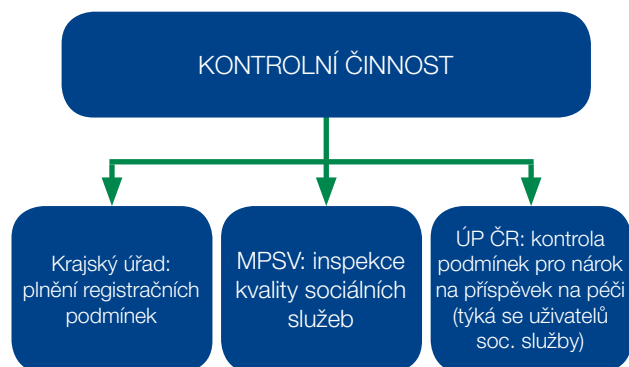 KONTROLNÍ ČINNOST
Krajský úřad:
plnění registračních
podmínek
MPSV: inspekce
kvality sociálních
služeb
ÚP ČR: kontrola
podmínek pro nárok
na příspěvek na péči
(týká se uživatelů
soc. služby)